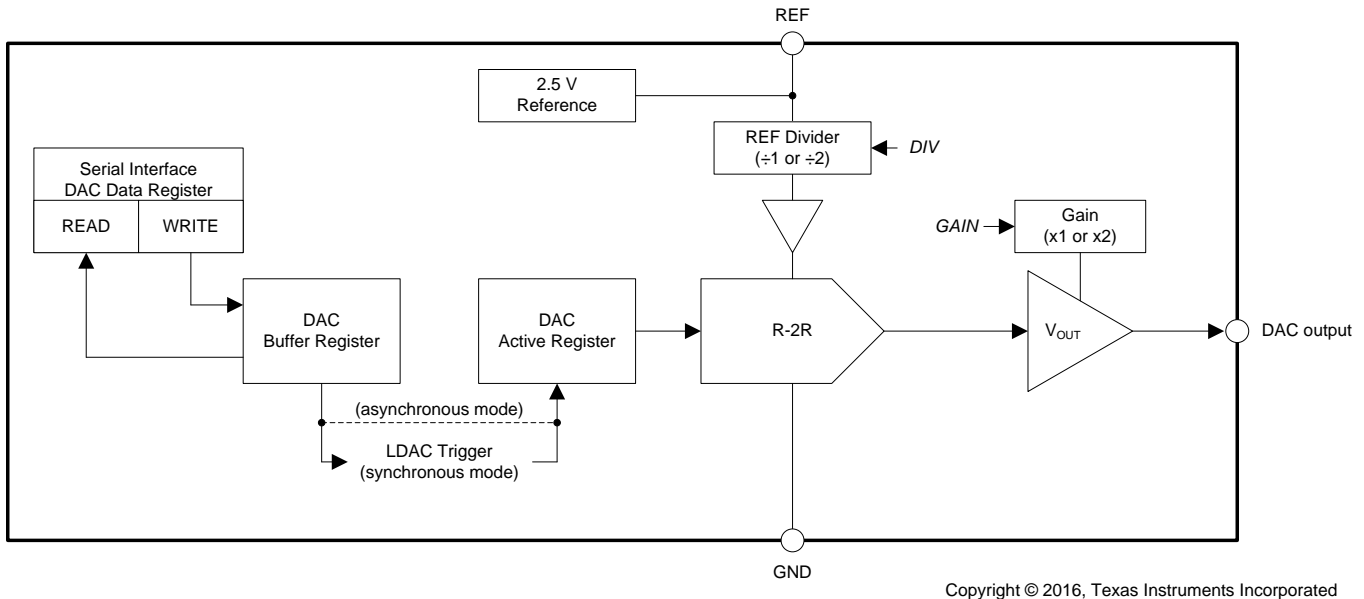 REF
2.5 V
Reference
REF Divider
(÷1 or ÷2)
DIV
Serial Interface
DAC Data Register
READ
WRITE
GAIN
Gain
(x1 or x2)
DAC
Buffer Register
DAC
Active Register
R-2R
VOUT
DAC output
(asynchronous mode)
LDAC Trigger
(synchronous mode)
GND
Copyright © 2016, Texas Instruments Incorporated